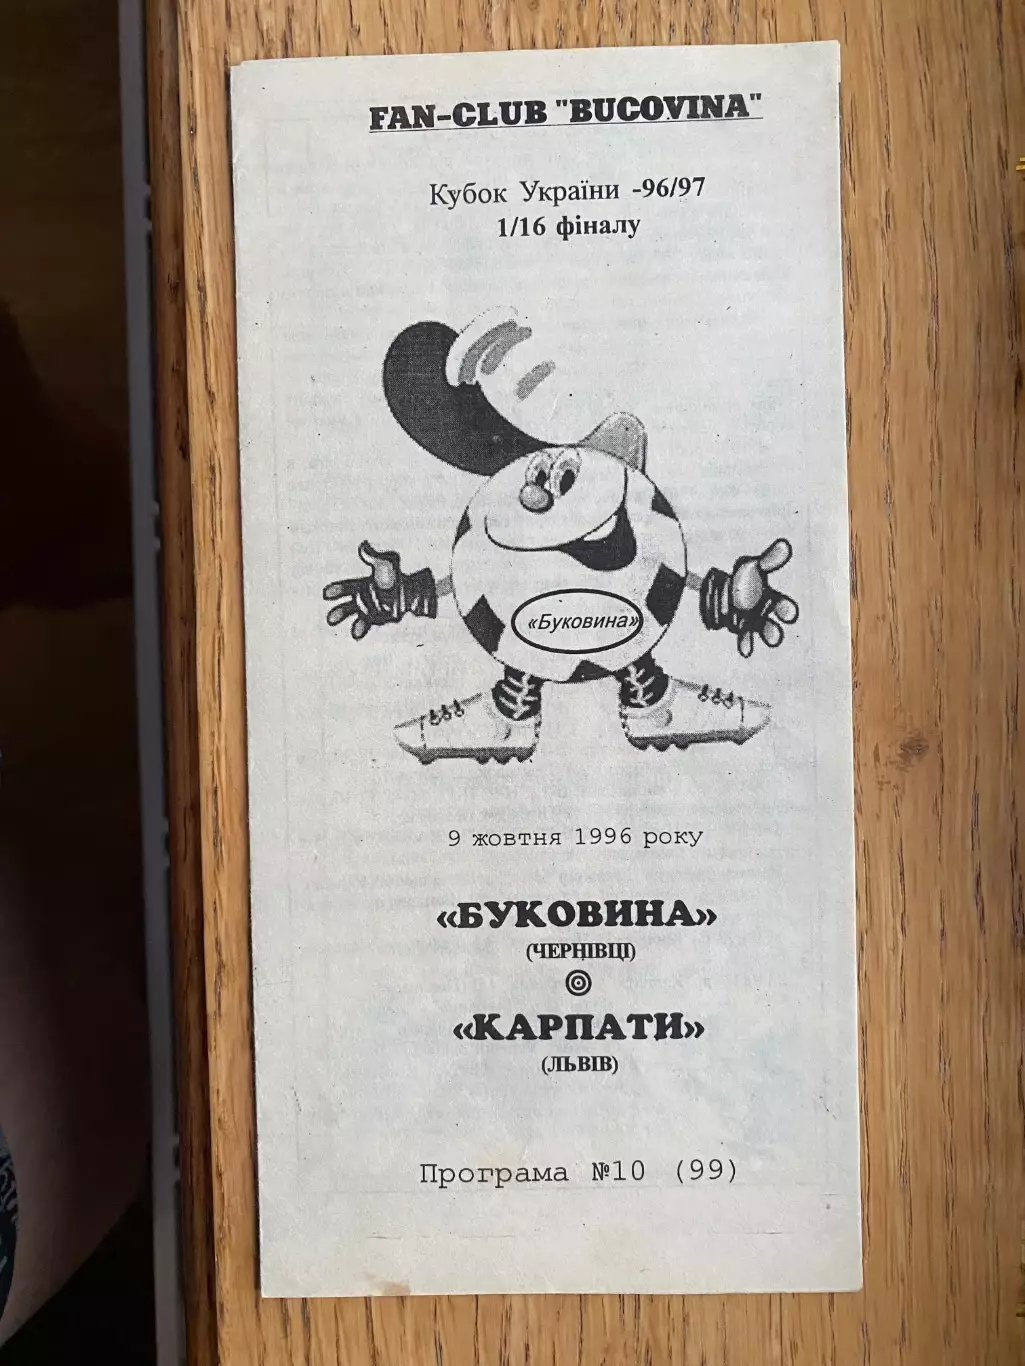 FAN-CLUB "BUCOVINA"
Кубок України -96/97
1/16 фіналу
«Буковина»
9 жовтня 1996 року
«БУКОВИНА»
(ЧЕРНІВЦІ)
«КАРПАТИ»
(ЛЬВІВ)
Програма №10 (99)